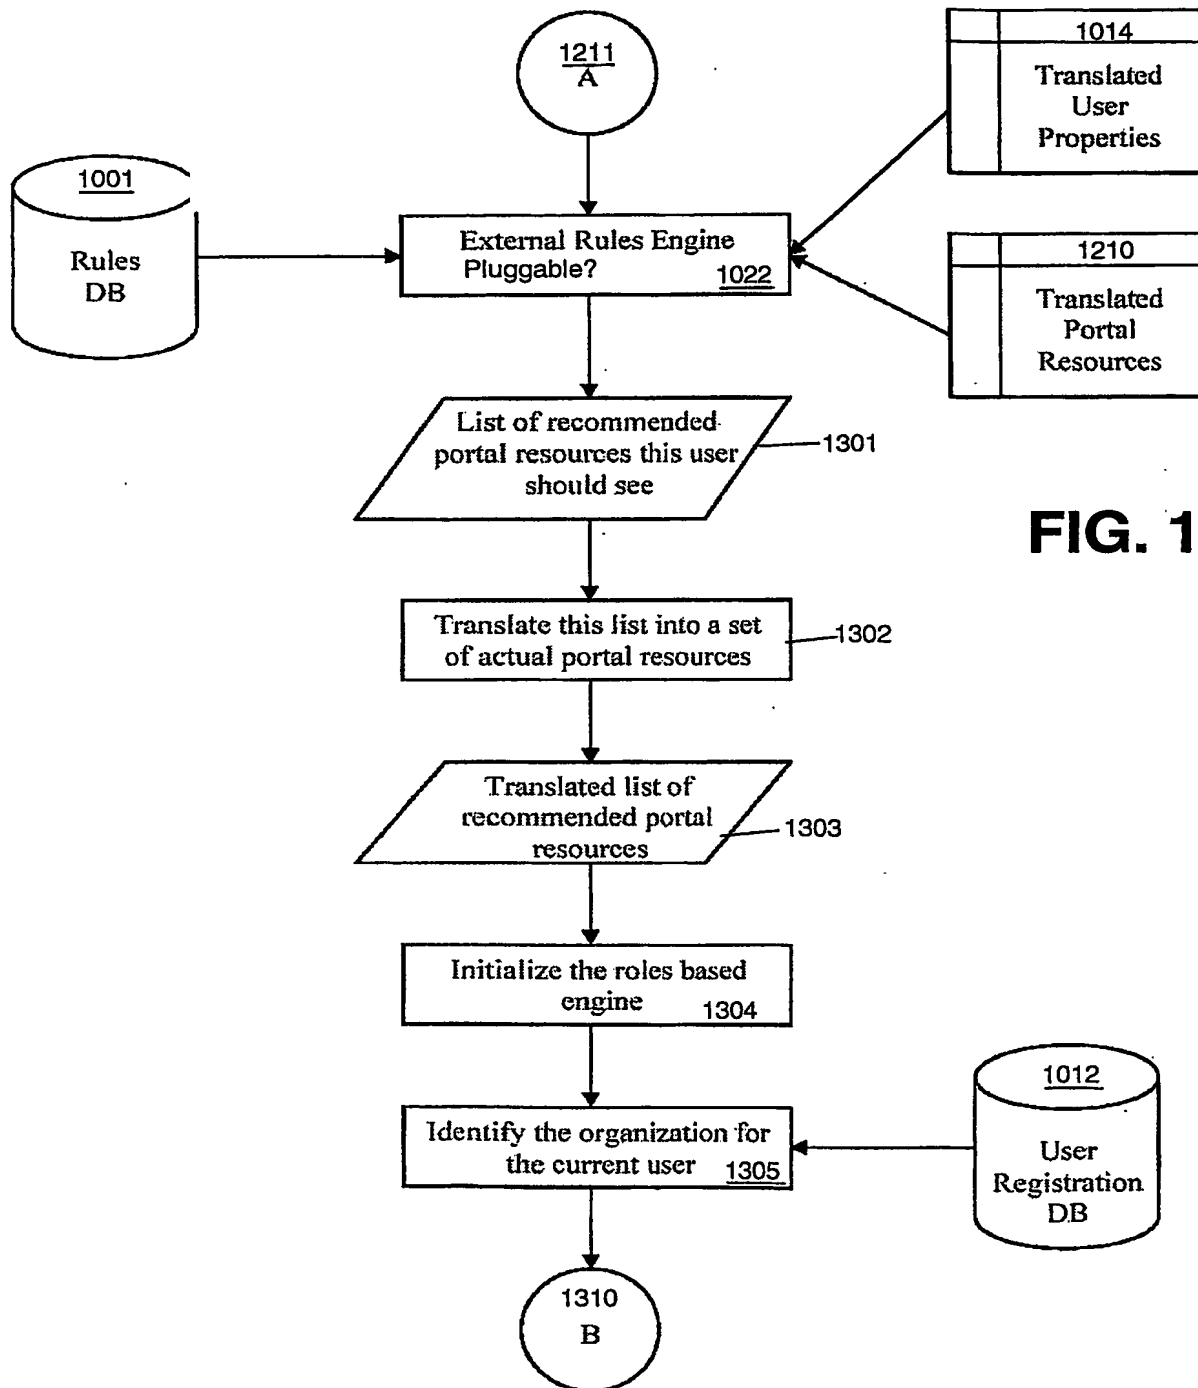 1211
A
1014
Translated
User
Properties
1001
Rules
DB
External Rules Engine
Pluggable?
1022
1210
Translated
Portal
Resources
List of recommended
portal resources this user
should see
1301
FIG. 1
Translate this list into a set
of actual portal resources
1302
Translated list of
recommended portal
resources
1303
Initialize the roles based
engine
1304
Identify the organization for
the current user
1305
1012
User
Registration
DB
1310
B